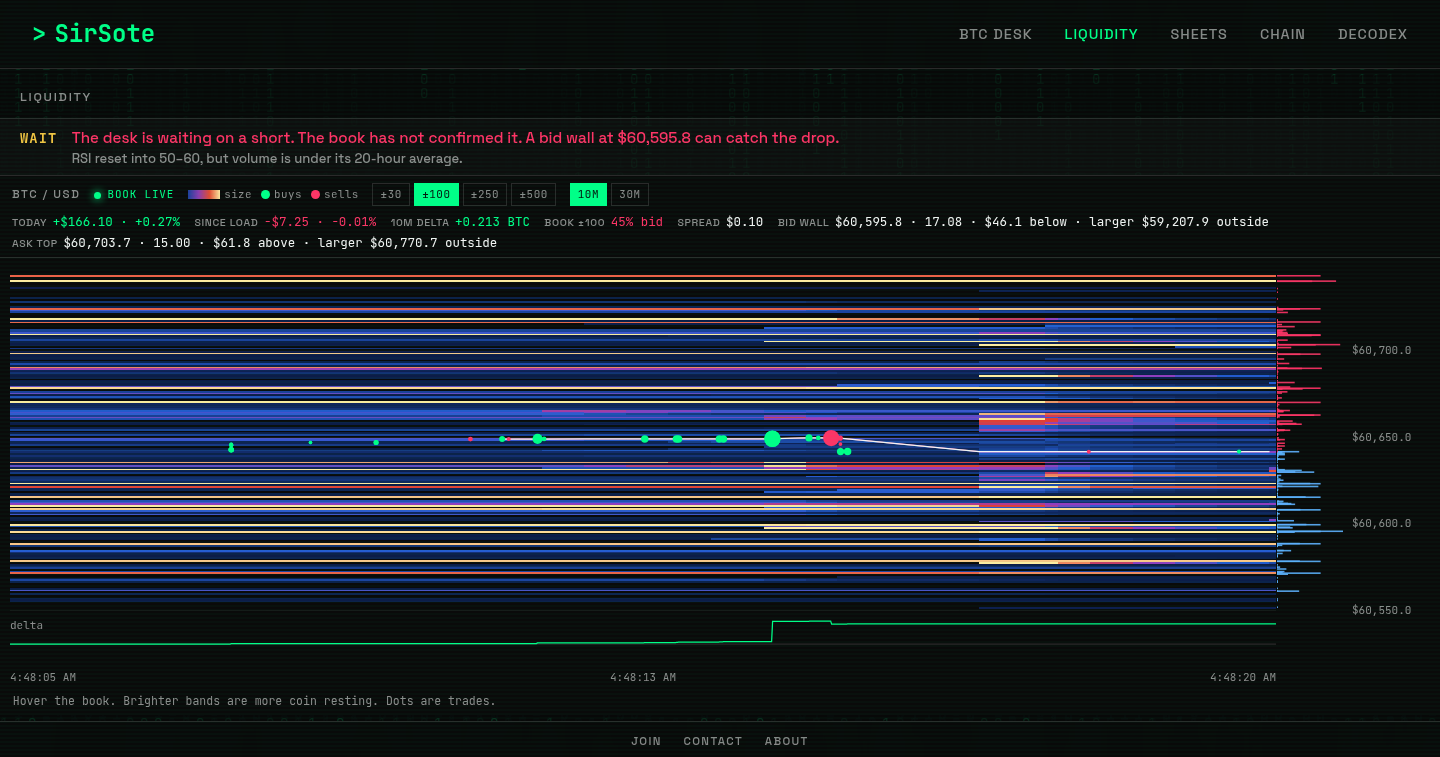 > SirSote
BTC DESK LIQUIDITY SHEETS CHAIN DECODEX
LIQUIDITY
WAIT The desk is waiting on a short. The book has not confirmed it. A bid wall at $60,595.8 can catch the drop.
RSI reset into 50–60, but volume is under its 20-hour average.
BTC / USD BOOK LIVE size buys sells ±30 ±100 ±250 ±500 10M 30M
TODAY +$166.10 · +0.27% SINCE LOAD -$7.25 · -0.01% 10M DELTA +0.213 BTC BOOK ±100 45% bid SPREAD $0.10 BID WALL $60,595.8 · 17.08 · $46.1 below · larger $59,207.9 outside
ASK TOP $60,703.7 · 15.00 · $61.8 above · larger $60,770.7 outside
$60,700.0
$60,650.0
$60,600.0
$60,550.0
delta
4:48:05 AM 4:48:13 AM 4:48:20 AM
Hover the book. Brighter bands are more coin resting. Dots are trades.
JOIN CONTACT ABOUT